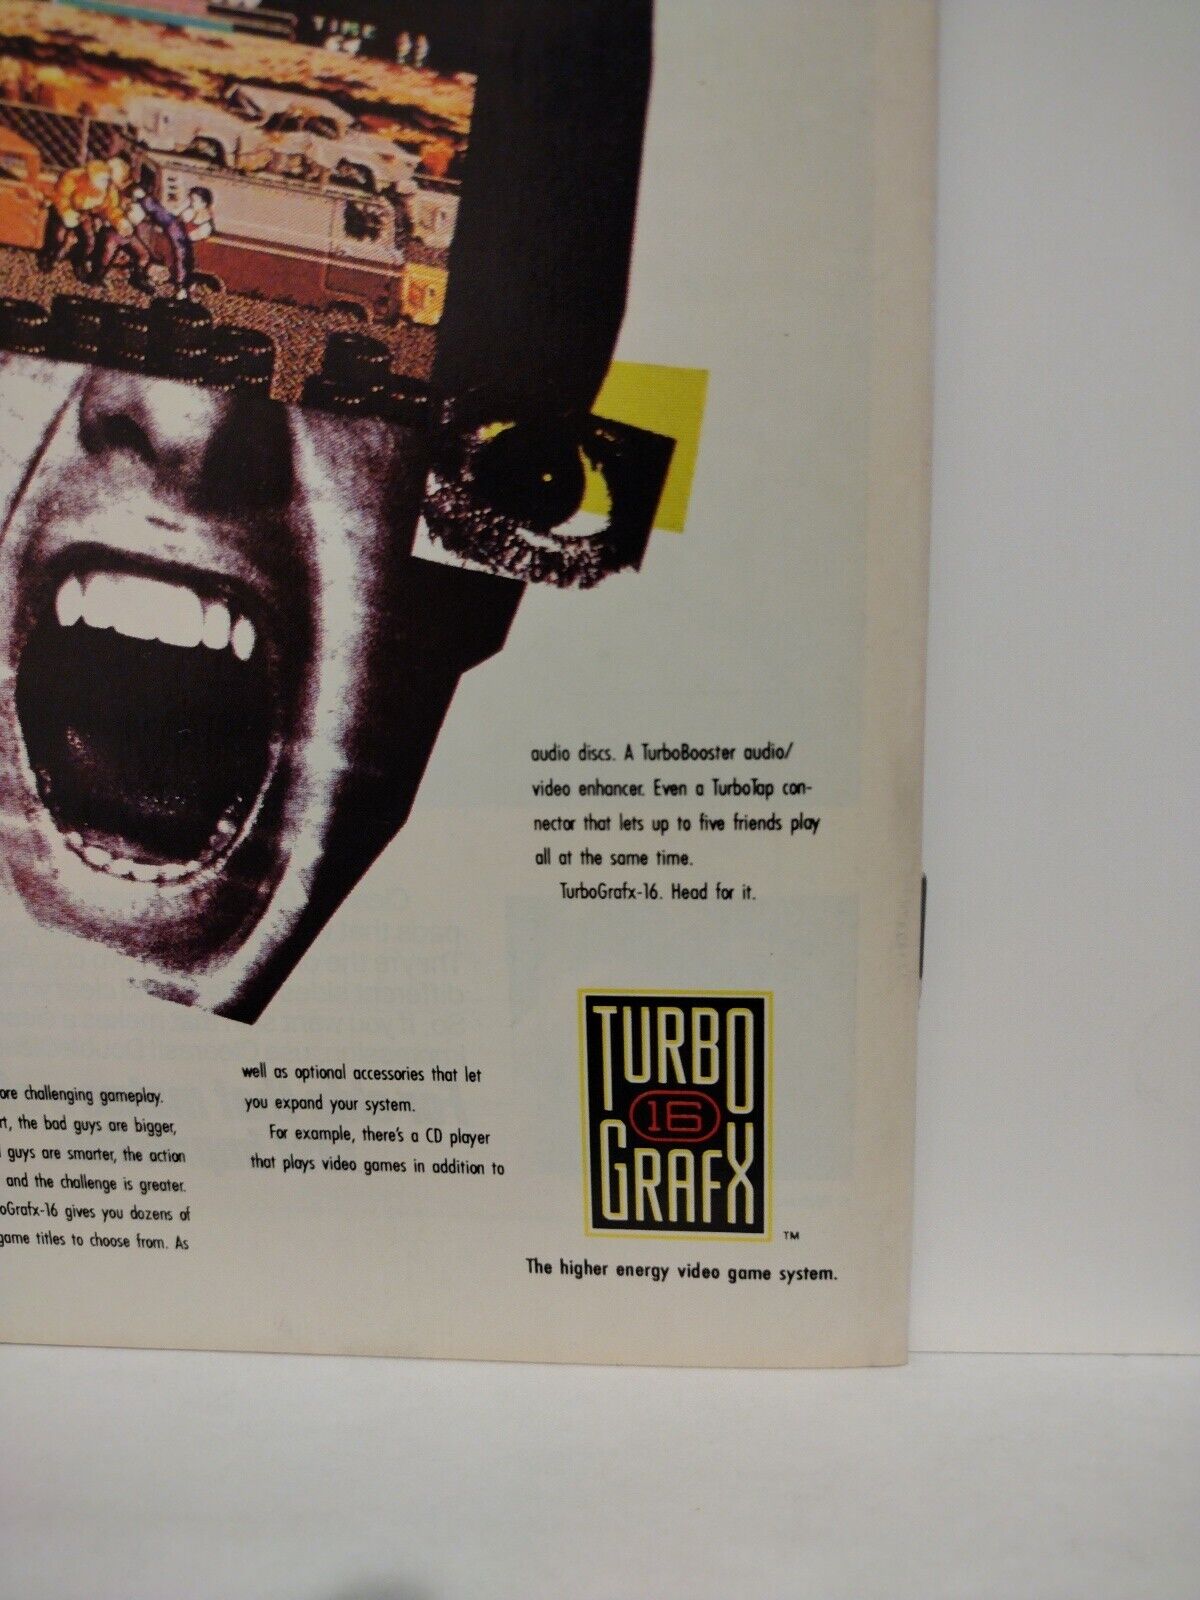 TIME
ore challenging gameplay.
rt, the bad guys are bigger,
guys are smarter, the action
and the challenge is greater.
oGrafx-16 gives you dozens of
game titles to choose from. As
well as optional accessories that let
you expand your system.
For example, there's a CD player
that plays video games in addition to
audio discs. A TurboBooster audio/
video enhancer. Even a TurboTap con-
nector that lets up to five friends play
all at the same time.
TurboGrafx-16. Head for it.
TURBO
16
GRAFX
TM
The higher energy video game system.